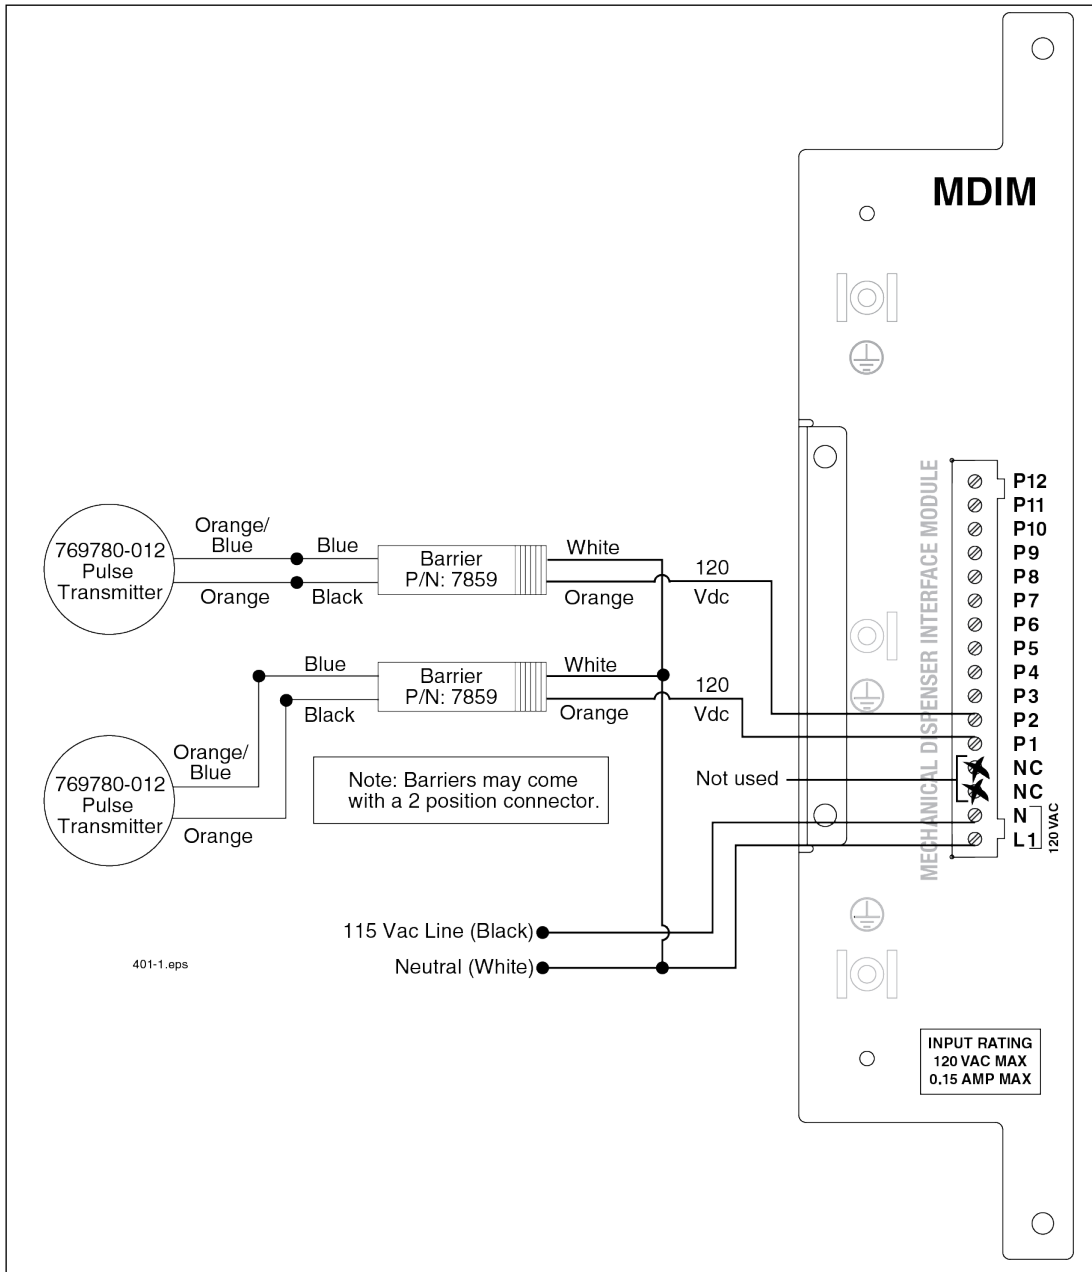 MDIM
MECHANICAL DISPENSER INTERFACE MODULE
P12
P11
P10
P9
P8
P7
P6
P5
P4
P3
P2
P1
NC
NC
N
L1
120 VAC
769780-012
Pulse
Transmitter
Orange/
Blue
Orange
Blue
Black
Barrier
P/N: 7859
White
Orange
120
Vdc
Blue
Black
Barrier
P/N: 7859
White
Orange
120
Vdc
769780-012
Pulse
Transmitter
Orange/
Blue
Orange
Note: Barriers may come
with a 2 position connector.
Not used
115 Vac Line (Black)
Neutral (White)
401-1.eps
INPUT RATING
120 VAC MAX
0.15 AMP MAX